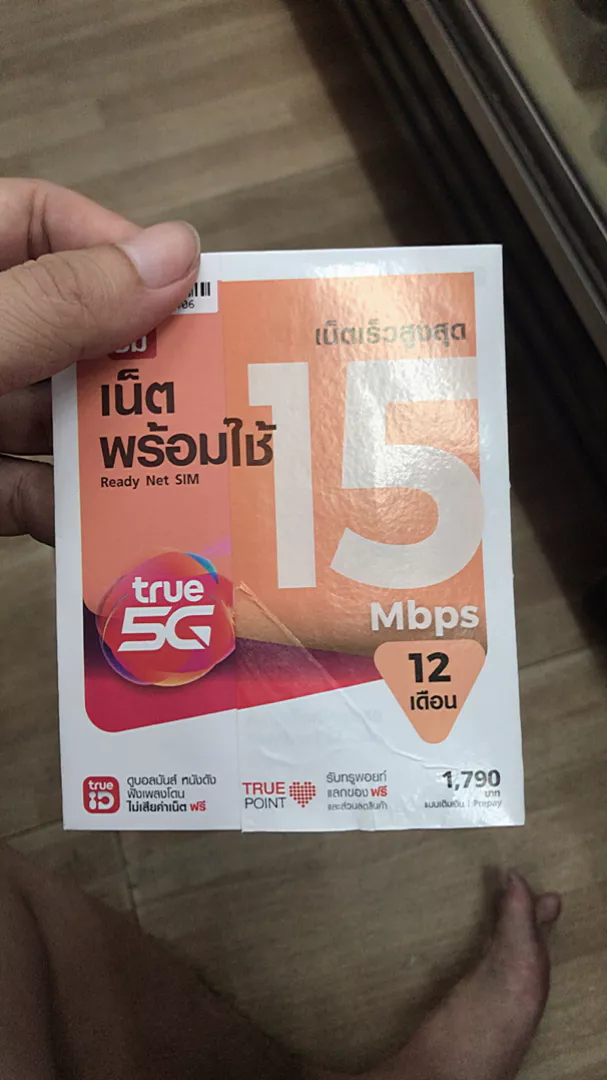 06
เน็ต
พร้อมใช้
Ready Net SIM
เน็ตเร็วสูงสุด
15
Mbps
12
เดือน
true
5G
true
iD
ดูบอลมันส์ หนังดัง
ฟังเพลงโดน
ไม่เสียค่าเน็ต ฟรี
TRUE
POINT
รับทรูพอยท์
แลกของ ฟรี
และส่วนลดสินค้า
1,790
บาท
แบบเติมเงิน | Prepay